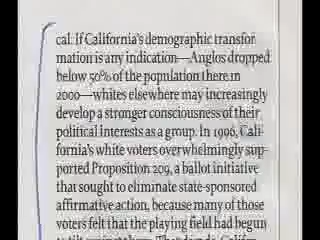 cal. If California's demographic transfor
mation is any indication—Anglos dropped
below 50% of the population there in
2000—whites elsewhere may increasingly
develop a stronger consciousness of their
political interests as a group. In 1996, Cali-
fornia's white voters overwhelmingly sup-
ported Proposition 209, a ballot initiative
that sought to eliminate state-sponsored
affirmative action, because many of those
voters felt that the playing field had begun